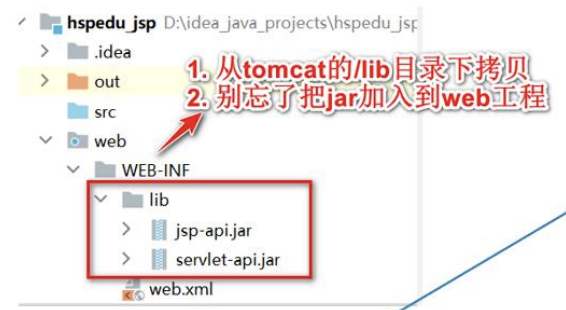 hspedu_jsp D:\idea_java_projects\hspedu_jsp
.idea
1. 从tomcat的/lib目录下拷贝
out
2. 别忘了把jar加入到web工程
src
web
WEB-INF
lib
jsp-api.jar
servlet-api.jar
web.xml